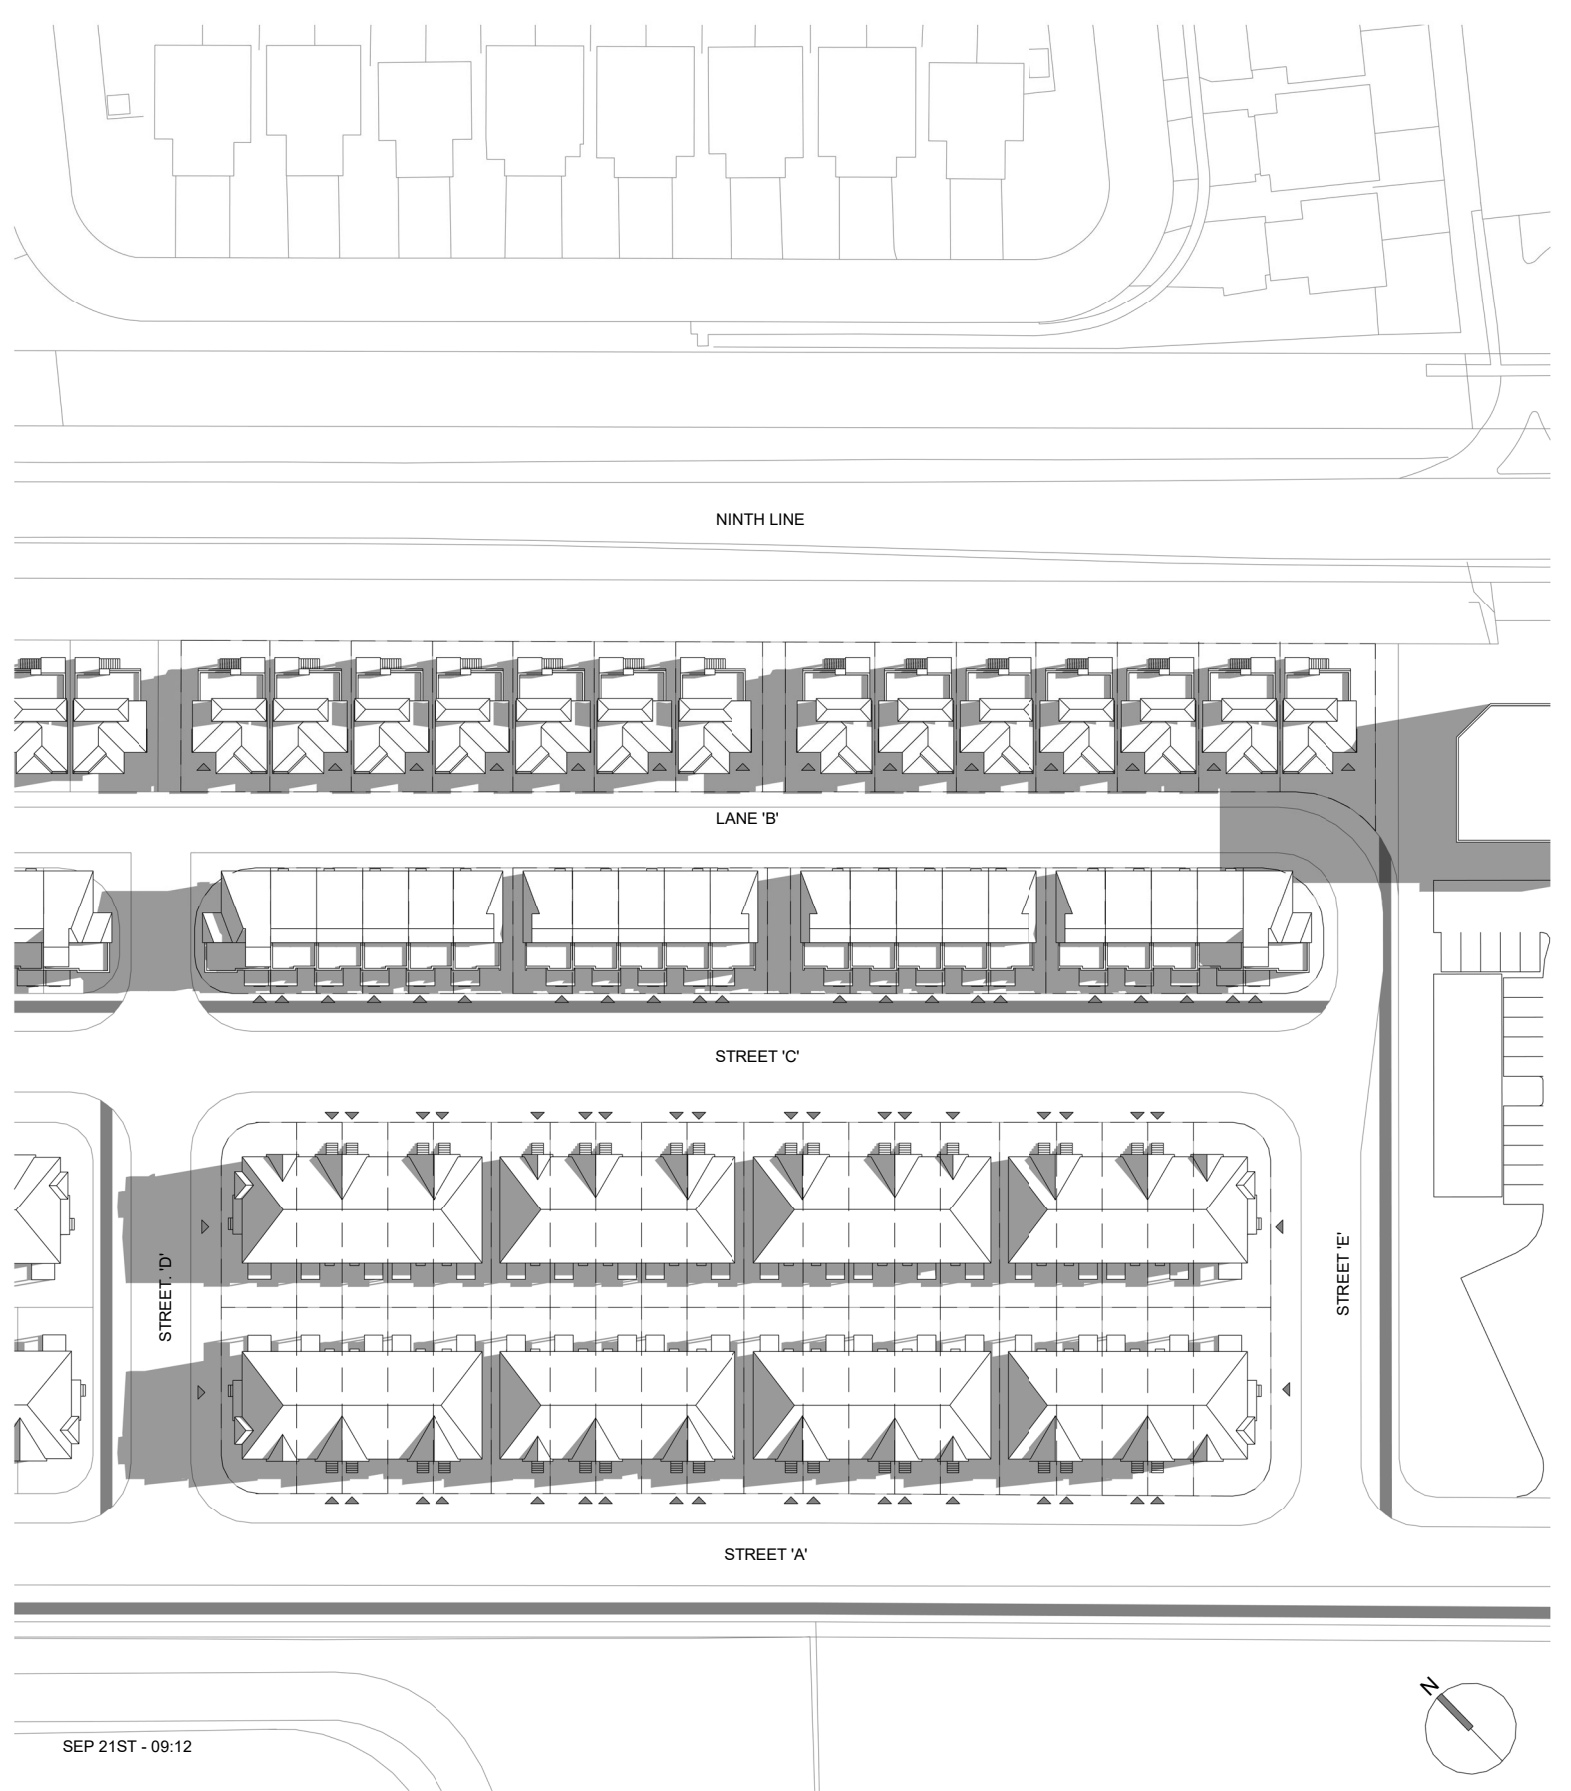 NINTH LINE
LANE 'B'
STREET 'C'
STREET. 'D'
STREET 'E'
STREET 'A'
N
SEP 21ST - 09:12